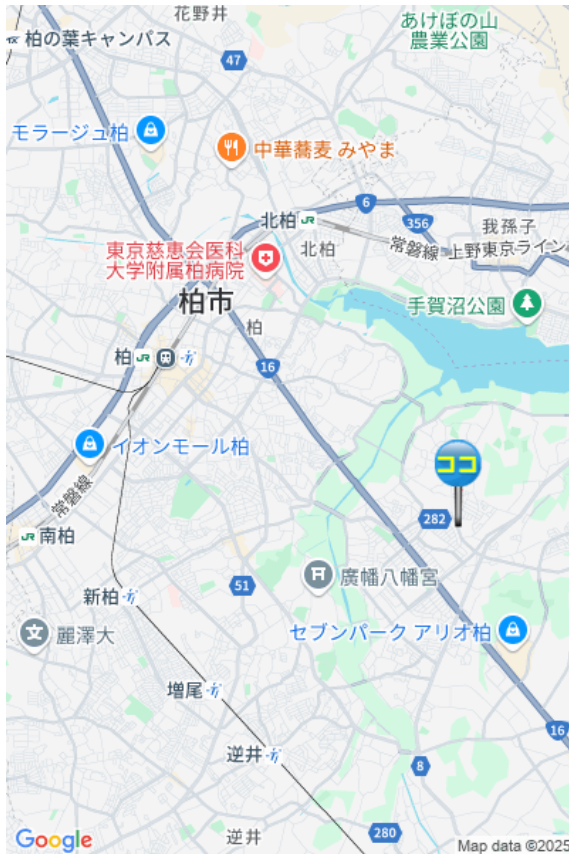 花野井
あけぼの山
農業公園
柏の葉キャンパス
47
モラージュ柏
中華蕎麦 みやま
6
北柏 JR
356
我孫子
東京慈恵会医科
大学附属柏病院
北柏
常磐線 上野東京ライン
柏市
手賀沼公園
柏
柏 JR
16
イオンモール柏
ココ
常磐線
282
JR 南柏
廣幡八幡宮
51
新柏
麗澤大
セブンパーク アリオ柏
増尾
16
逆井
8
280
逆井
Google
Map data ©2025